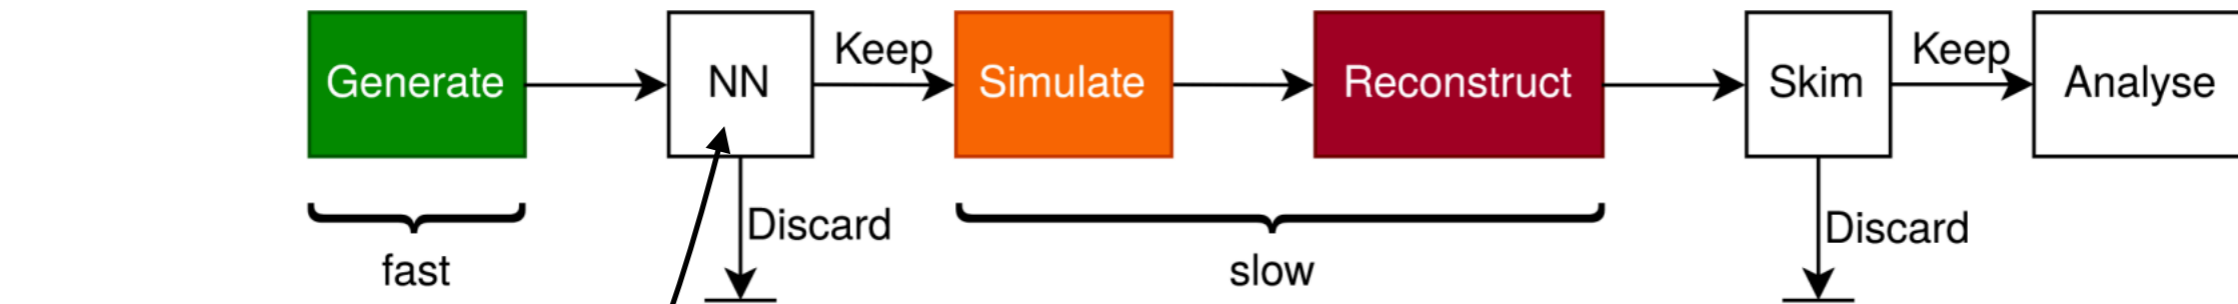 Generate
NN
Keep
Simulate
Reconstruct
Skim
Keep
Analyse
Discard
Discard
fast
slow